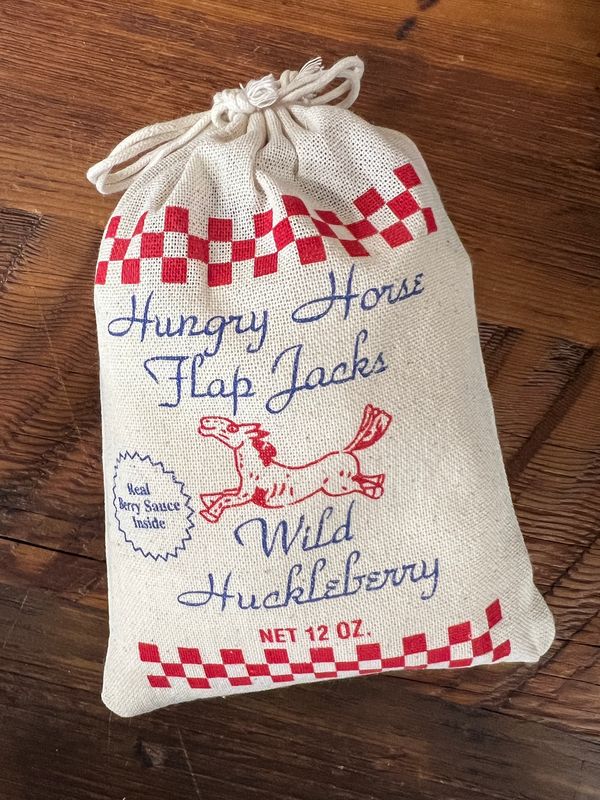 Hungry Horse
Flap Jacks
Real
Berry Sauce
Inside
Wild
Huckleberry
NET 12 OZ.